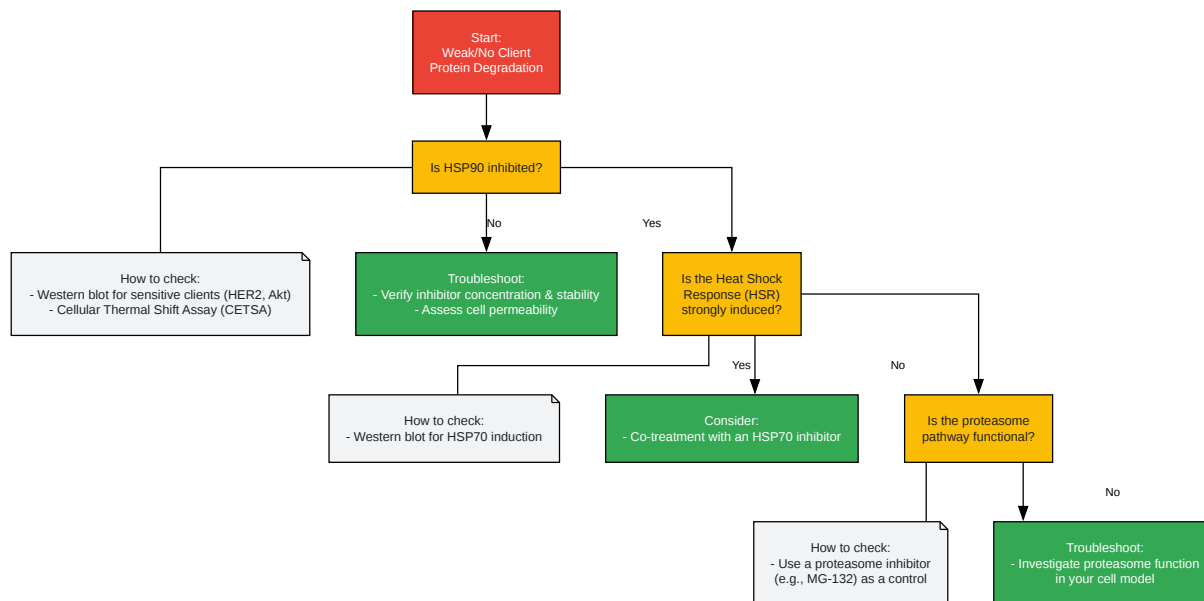 Start:
Weak/No Client
Protein Degradation
Is HSP90 inhibited?
No
Yes
How to check:
- Western blot for sensitive clients (HER2, Akt)
- Cellular Thermal Shift Assay (CETSA)
Troubleshoot:
- Verify inhibitor concentration & stability
- Assess cell permeability
Is the Heat Shock
Response (HSR)
strongly induced?
Yes
No
How to check:
- Western blot for HSP70 induction
Consider:
- Co-treatment with an HSP70 inhibitor
Is the proteasome
pathway functional?
No
How to check:
- Use a proteasome inhibitor
(e.g., MG-132) as a control
Troubleshoot:
- Investigate proteasome function
in your cell model